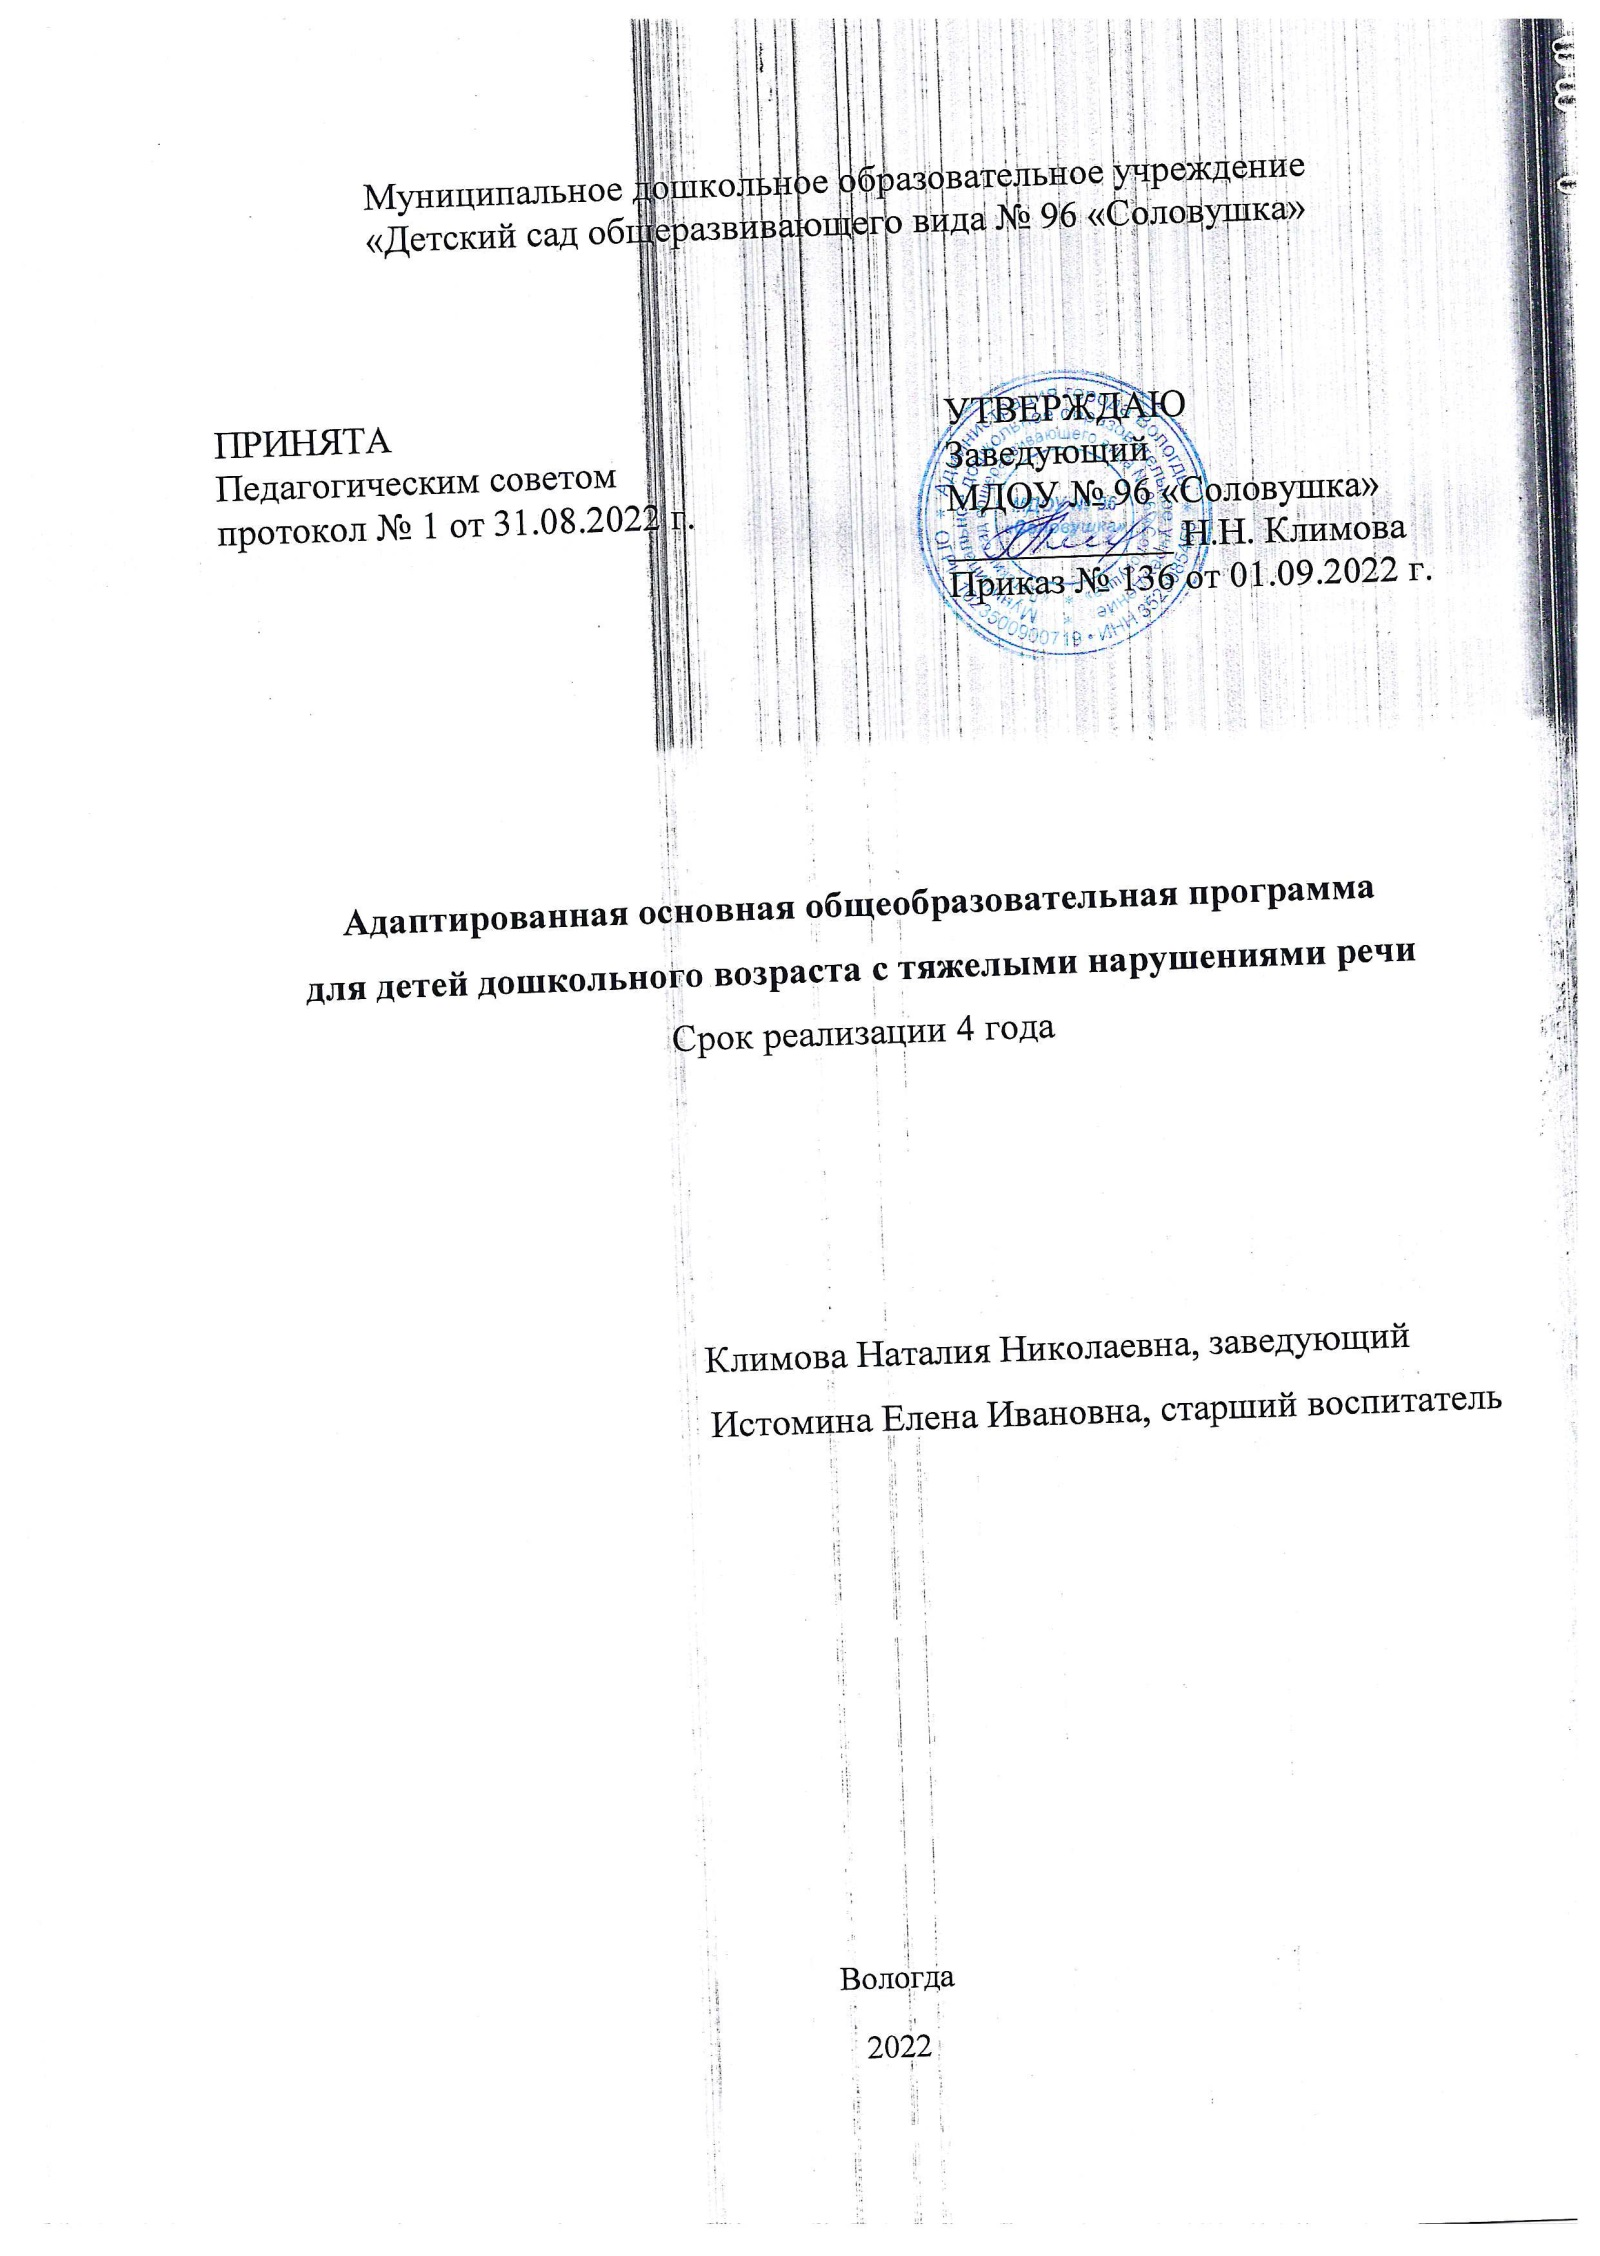 Муниципальное дошкольное образовательное учреждение
«Детский сад общеразвивающего вида № 96 «Соловушка»
ПРИНЯТА
Педагогическим советом
протокол № 1 от 31.08.2022 г.
УТВЕРЖДАЮ
Заведующий
МДОУ № 96 «Соловушка»
Н.Н. Климова
Приказ № 136 от 01.09.2022 г.
Адаптированная основная общеобразовательная программа
для детей дошкольного возраста с тяжелыми нарушениями речи
Срок реализации 4 года
Климова Наталия Николаевна, заведующий
Истомина Елена Ивановна, старший воспитатель
Вологда
2022